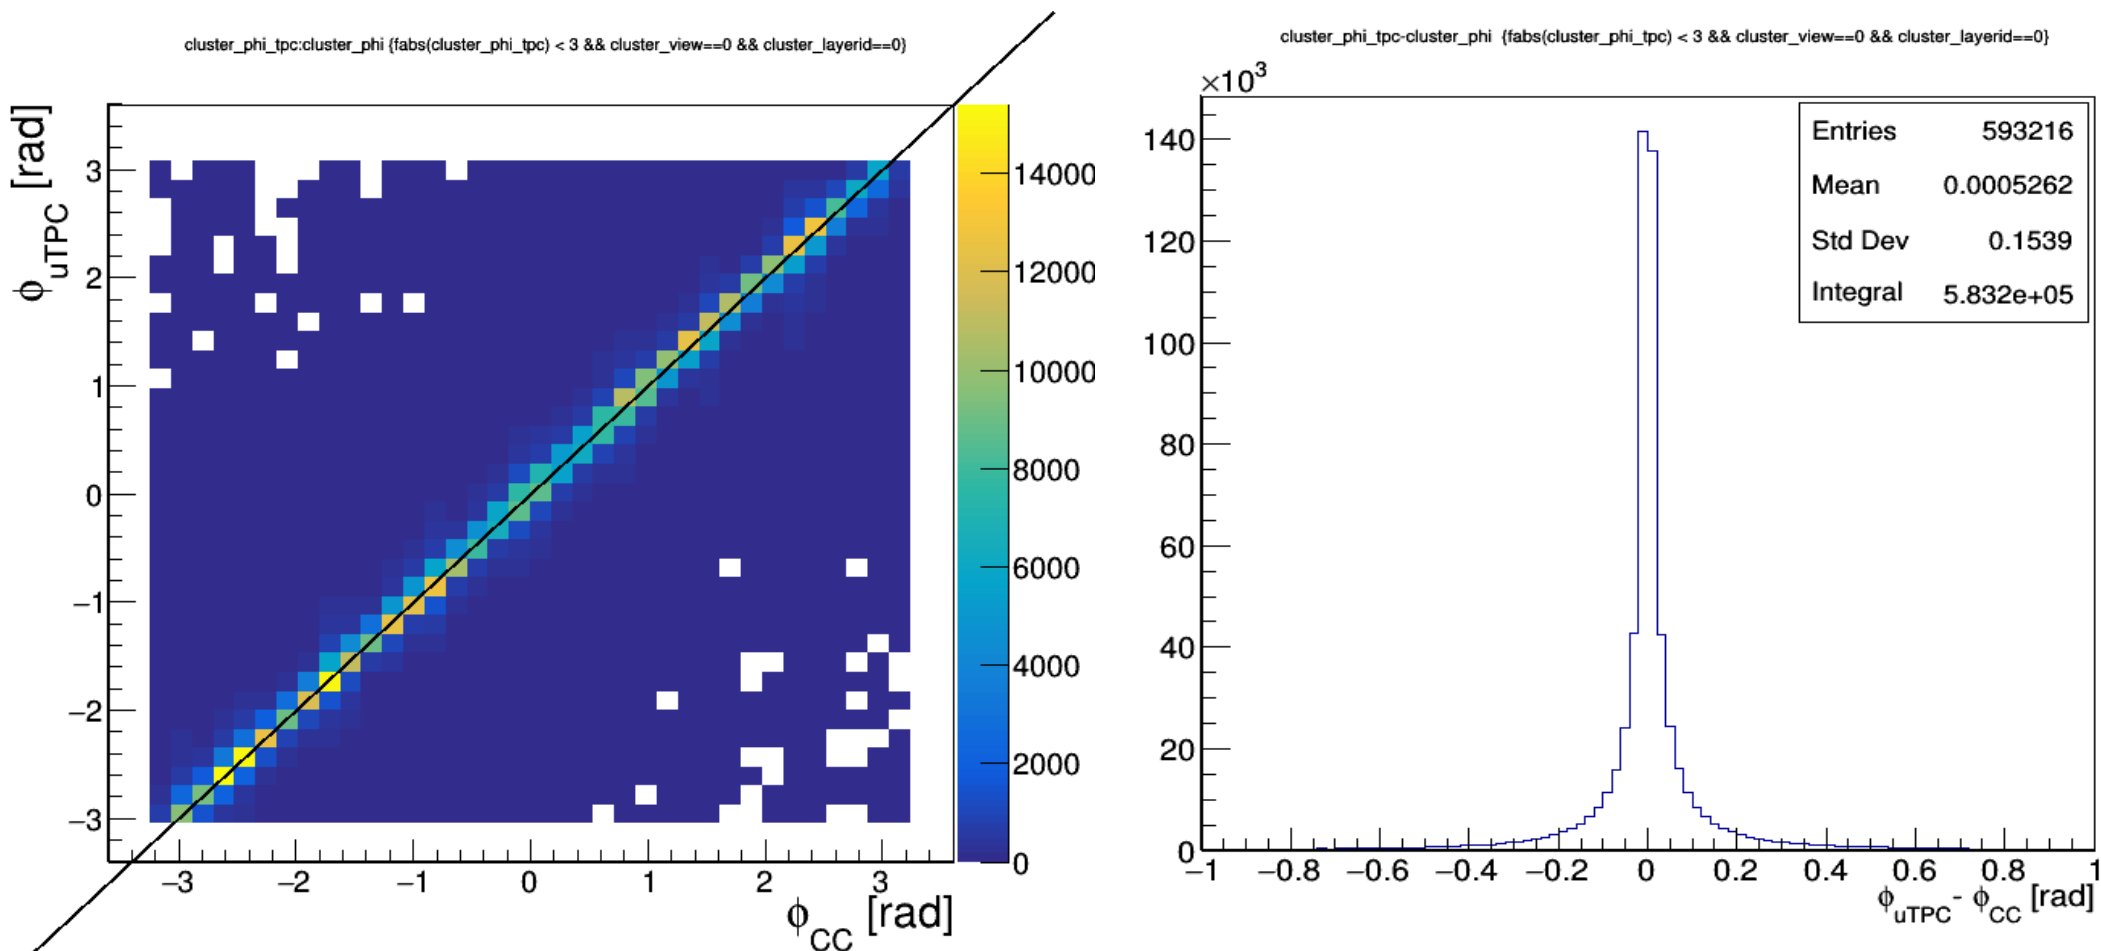 cluster_phi_tpc:cluster_phi {fabs(cluster_phi_tpc) < 3 && cluster_view==0 && cluster_layerid==0}
ϕuTPC [rad]
3
2
1
0
−1
−2
−3
−3 −2 −1 0 1 2 3
ϕCC [rad]
14000
12000
10000
8000
6000
4000
2000
0
cluster_phi_tpc-cluster_phi {fabs(cluster_phi_tpc) < 3 && cluster_view==0 && cluster_layerid==0}
×10³
140
120
100
80
60
40
20
0
−1 −0.8 −0.6 −0.4 −0.2 0 0.2 0.4 0.6 0.8 1
ϕuTPC- ϕCC [rad]
Entries 593216
Mean 0.0005262
Std Dev 0.1539
Integral 5.832e+05